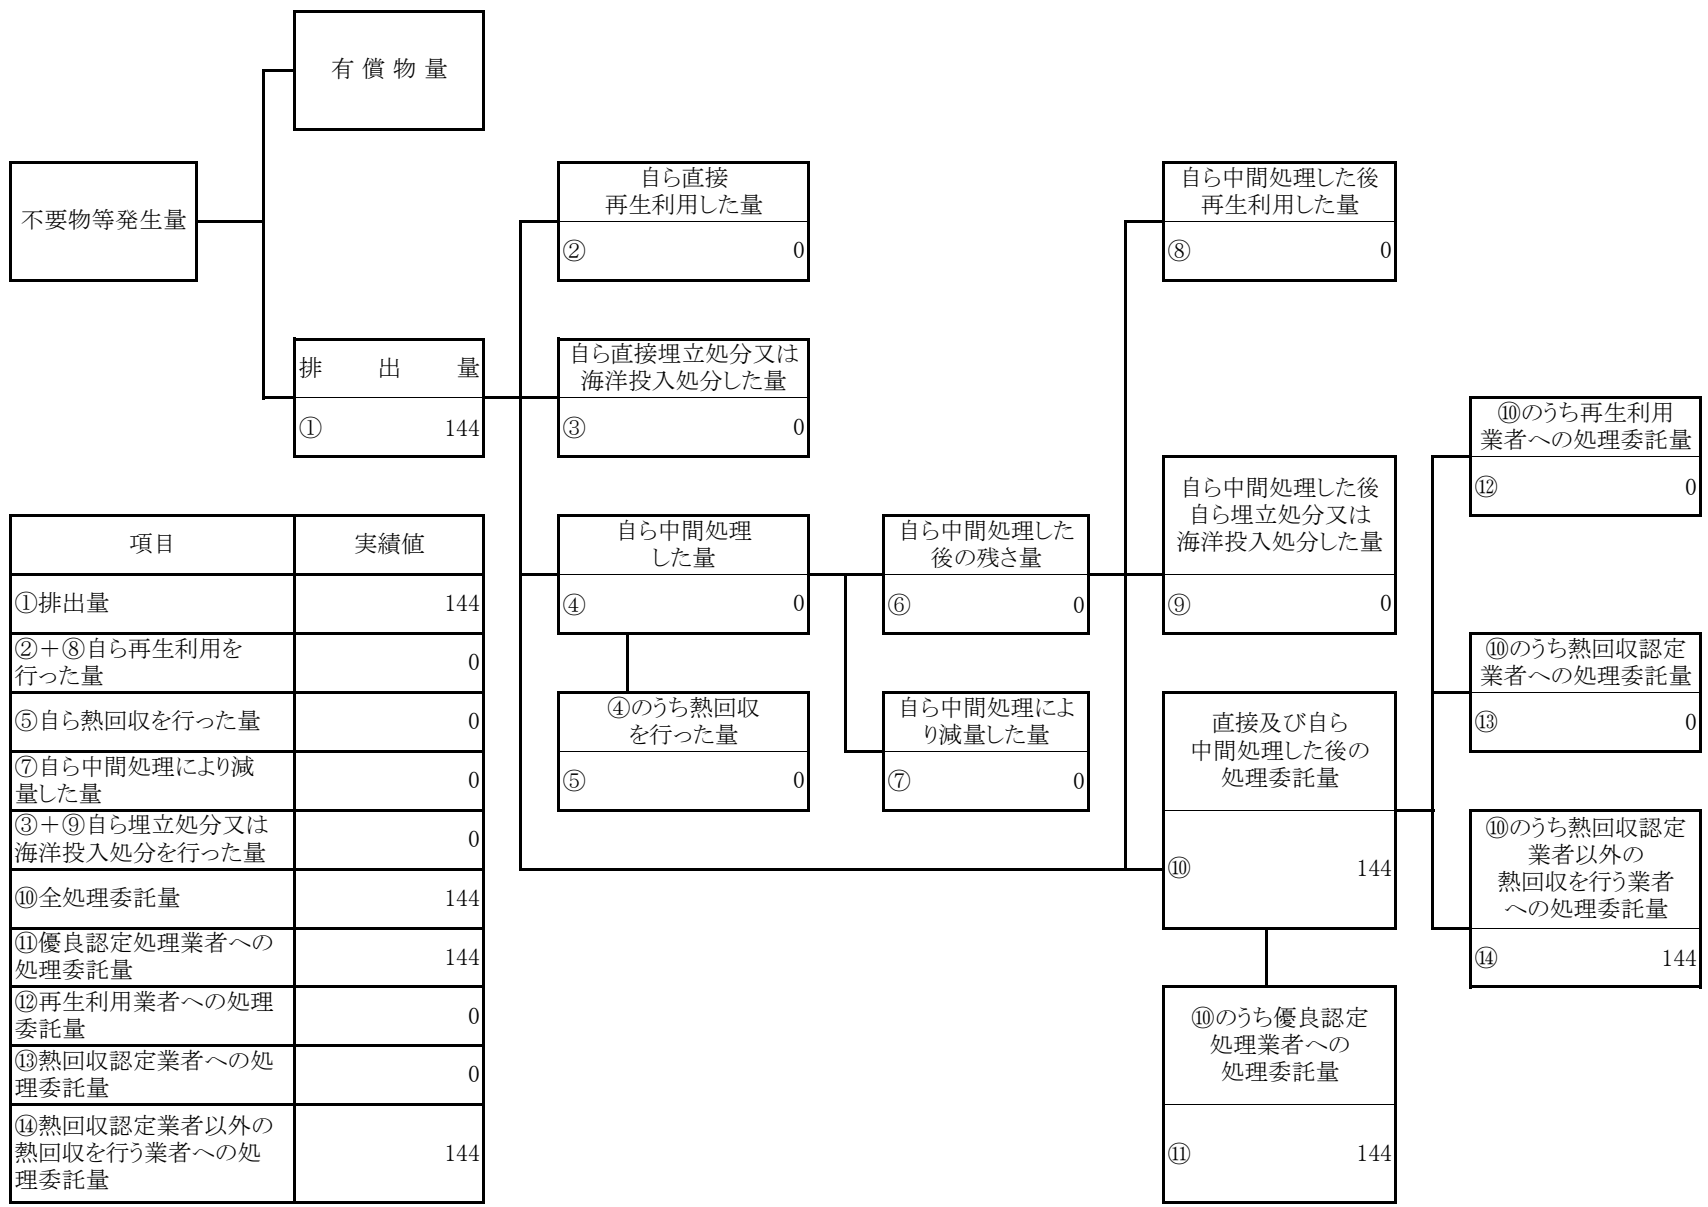 有償物量
不要物等発生量
排出量
① 144
自ら直接
再生利用した量
② 0
自ら直接埋立処分又は
海洋投入処分した量
③ 0
自ら中間処理
した量
④ 0
④のうち熱回収
を行った量
⑤ 0
自ら中間処理した
後の残さ量
⑥ 0
自ら中間処理によ
り減量した量
⑦ 0
自ら中間処理した後
再生利用した量
⑧ 0
自ら中間処理した後
自ら埋立処分又は
海洋投入処分した量
⑨ 0
直接及び自ら
中間処理した後の
処理委託量
⑩ 144
⑩のうち優良認定
処理業者への
処理委託量
⑪ 144
⑩のうち再生利用
業者への処理委託量
⑫ 0
⑩のうち熱回収認定
業者への処理委託量
⑬ 0
⑩のうち熱回収認定
業者以外の
熱回収を行う業者
への処理委託量
⑭ 144
項目 実績値
①排出量 144
②+⑧自ら再生利用を
行った量 0
⑤自ら熱回収を行った量 0
⑦自ら中間処理により減
量した量 0
③+⑨自ら埋立処分又は
海洋投入処分を行った量 0
⑩全処理委託量 144
⑪優良認定処理業者への
処理委託量 144
⑫再生利用業者への処理
委託量 0
⑬熱回収認定業者への処
理委託量 0
⑭熱回収認定業者以外の
熱回収を行う業者への処 144
理委託量